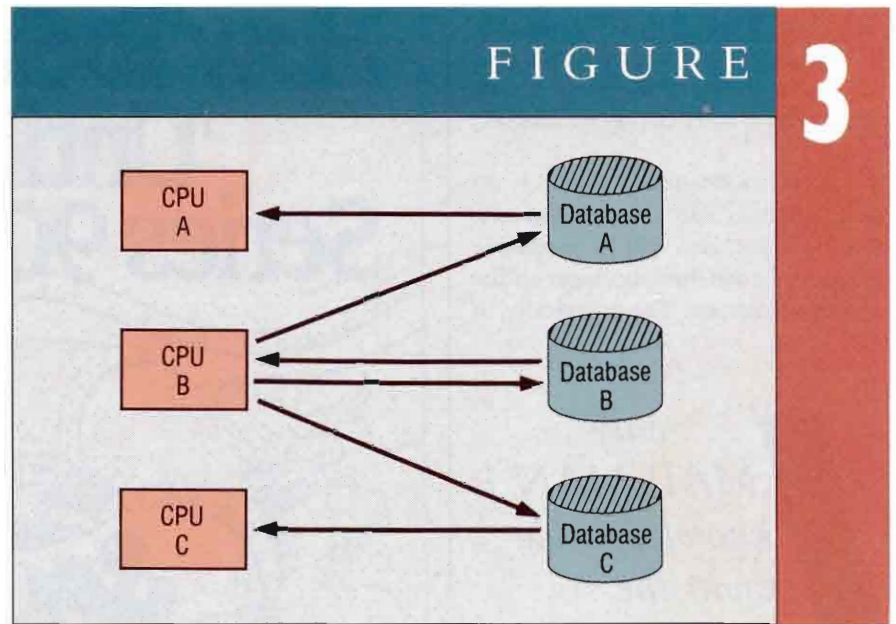 FIGURE 3
CPU
A
Database
A
CPU
B
Database
B
CPU
C
Database
C